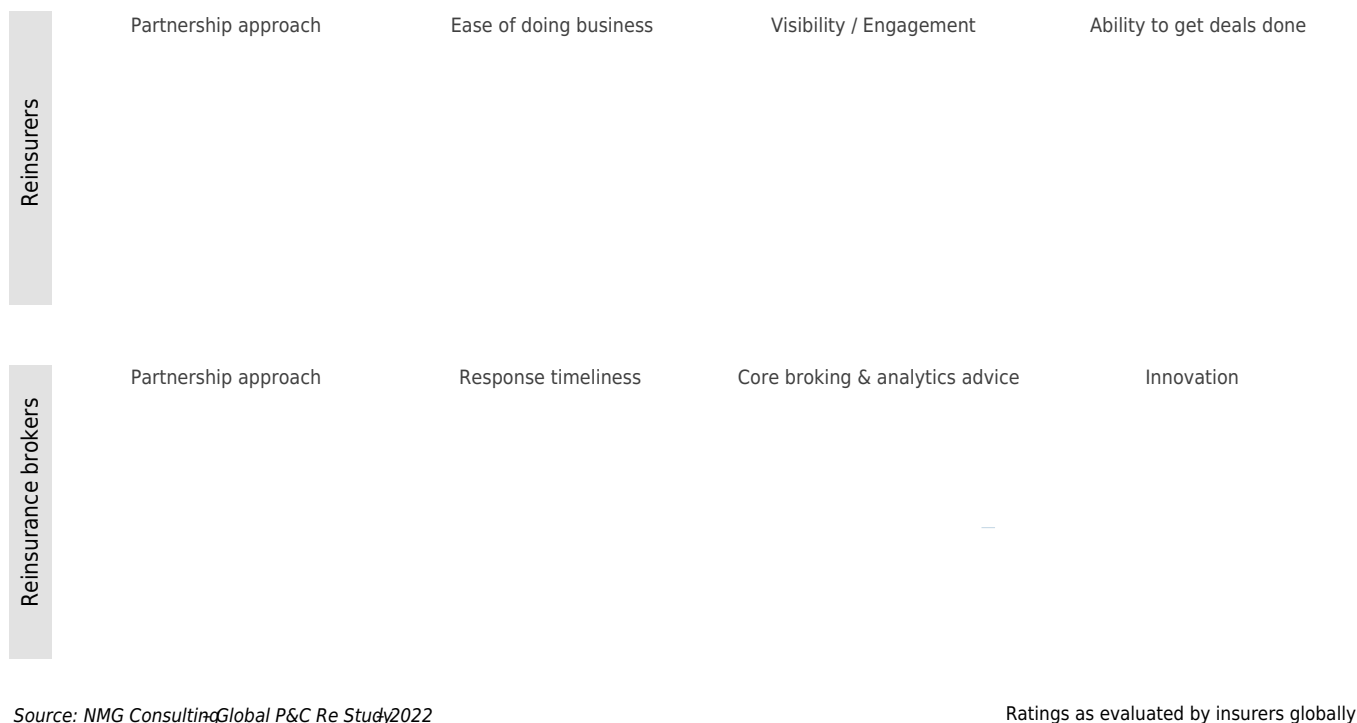 Partnership approach
Ease of doing business
Visibility / Engagement
Ability to get deals done
Reinsurers
Partnership approach
Response timeliness
Core broking & analytics advice
Innovation
Reinsurance brokers
Source: NMG Consulting – Global P&C Re Study – 2022
Ratings as evaluated by insurers globally